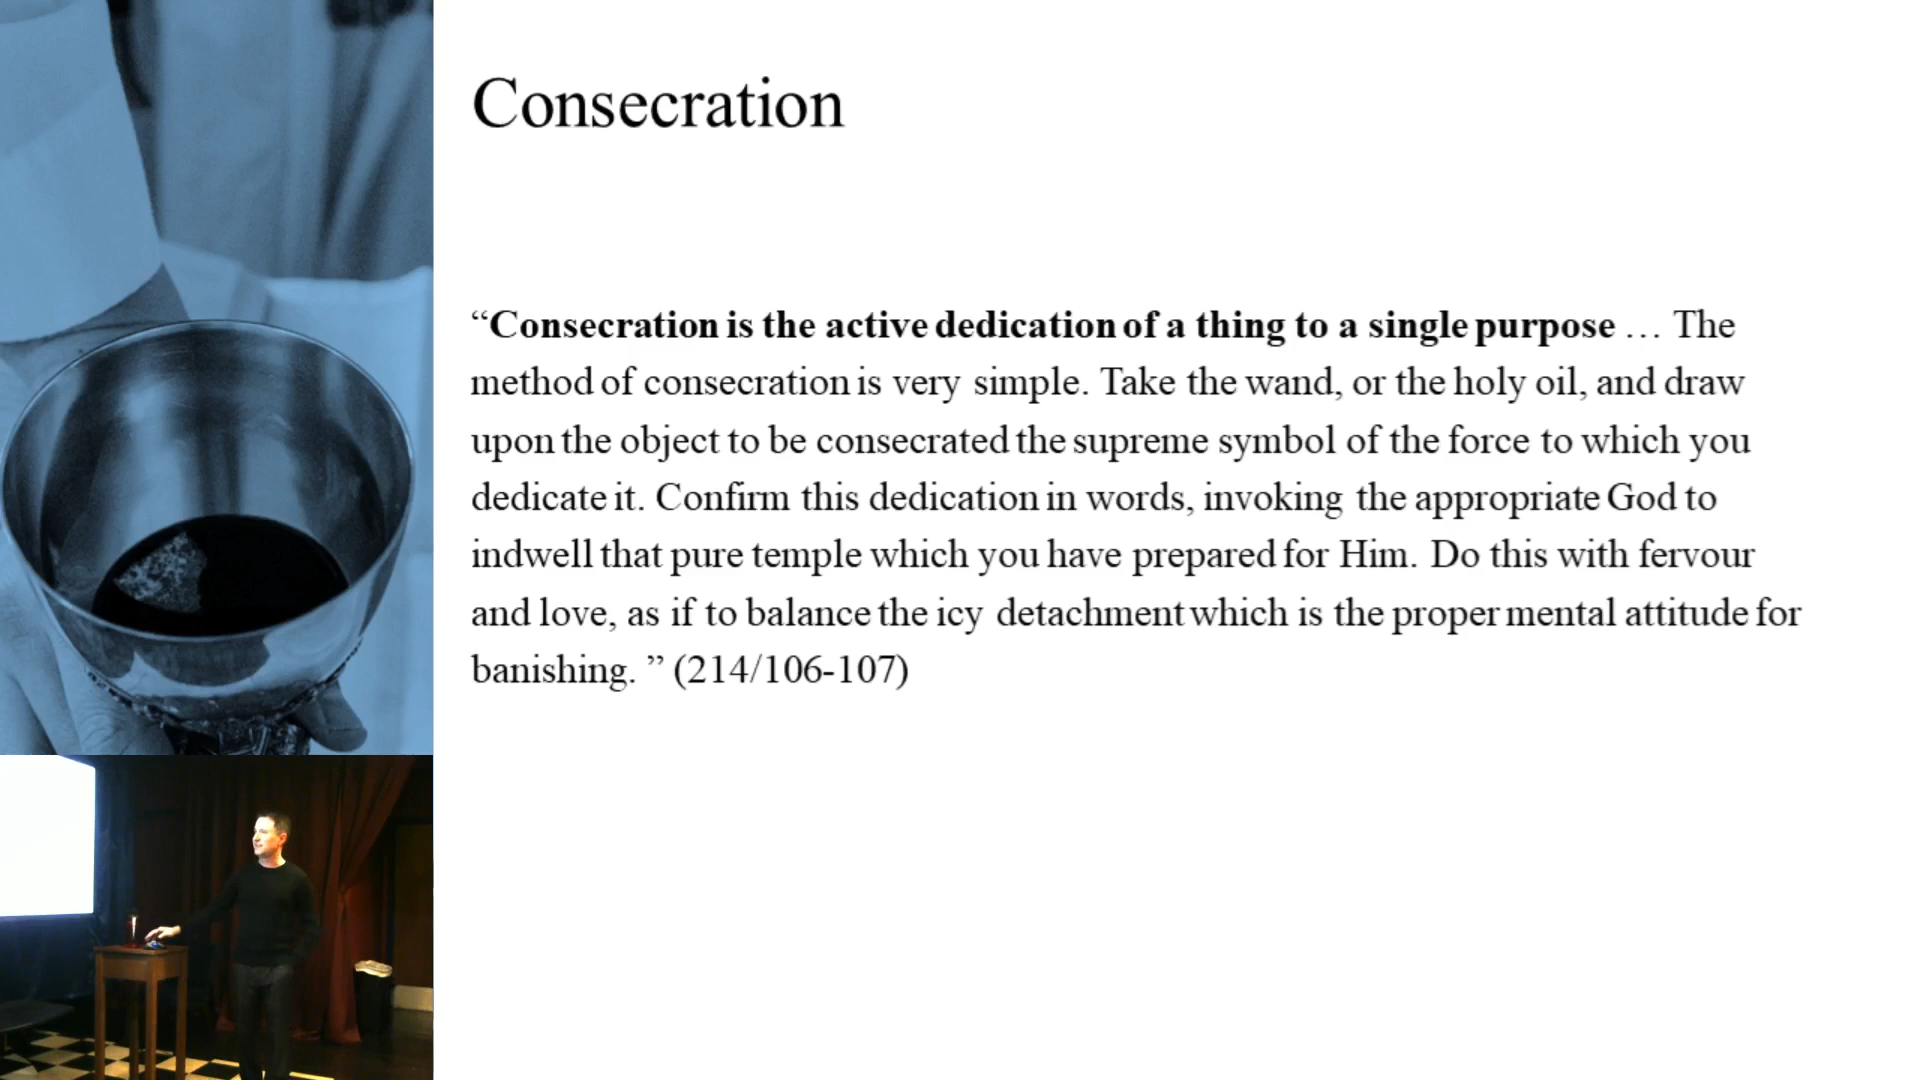 Consecration
“Consecration is the active dedication of a thing to a single purpose … The
method of consecration is very simple. Take the wand, or the holy oil, and draw
upon the object to be consecrated the supreme symbol of the force to which you
dedicate it. Confirm this dedication in words, invoking the appropriate God to
indwell that pure temple which you have prepared for Him. Do this with fervour
and love, as if to balance the icy detachment which is the proper mental attitude for
banishing. ” (214/106-107)